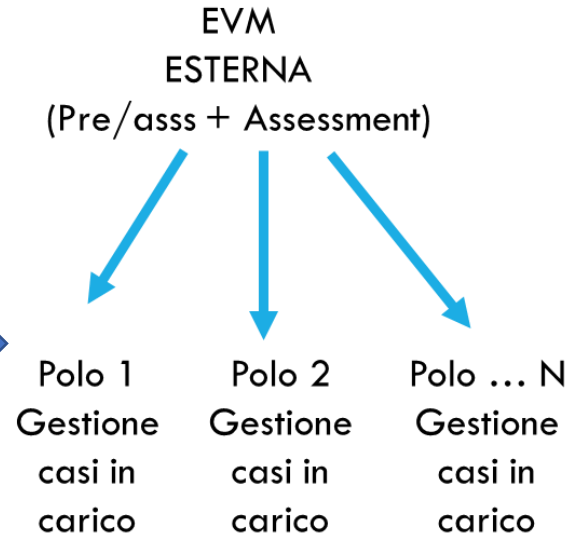 EVM
ESTERNA
(Pre/asss + Assessment)
Polo 1
Gestione
casi in
carico
Polo 2
Gestione
casi in
carico
Polo ... N
Gestione
casi in
carico